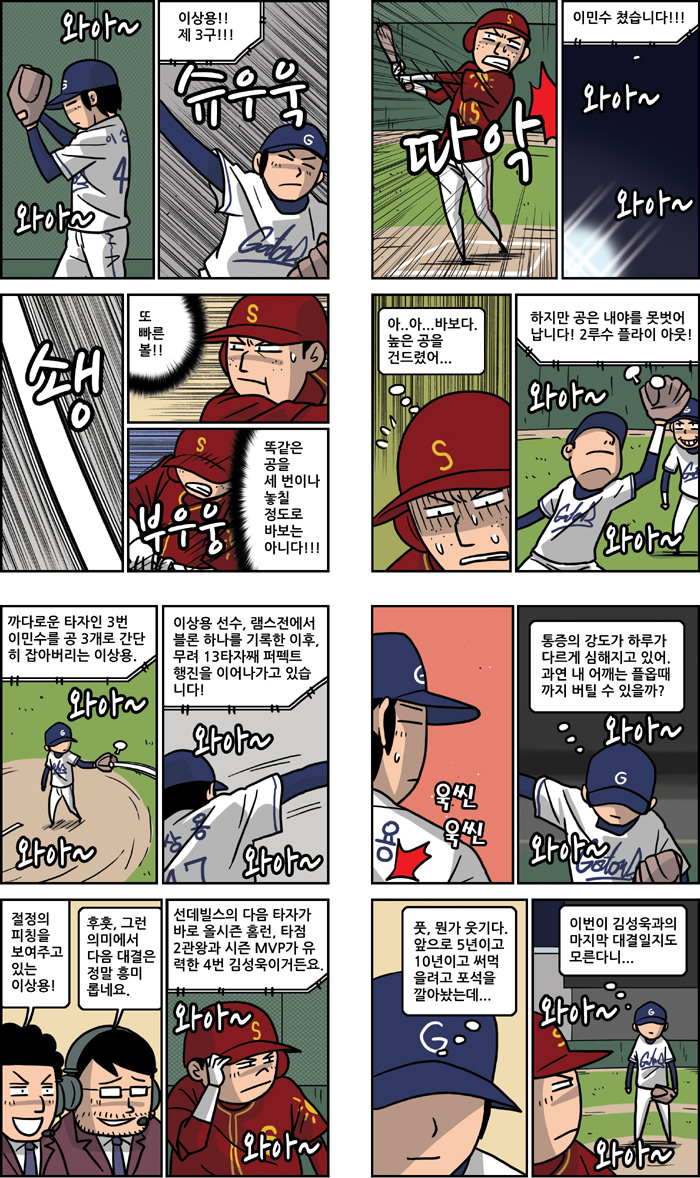 와아~
와아~
이상용!!
제 3구!!!
슈우욱
G
이상
4
G
Gators
쇙
또
빠른
볼!!
S
똑같은
공을
세 번이나
놓칠
정도로
바보는
아니다!!!
S
부우웅
S
S
따악
이민수 쳤습니다!!!
와아~
와아~
아..아...바보다.
높은 공을
건드렸어...
S
하지만 공은 내야를 못벗어
납니다! 2루수 플라이 아웃!
와아~
Gators
와아~
까다로운 타자인 3번
이민수를 공 3개로 간단
히 잡아버리는 이상용.
와아~
와아~
이상용 선수, 램스전에서
블론 하나를 기록한 이후,
무려 13타자째 퍼펙트
행진을 이어나가고 있습
니다!
와아~
상용
47
와아~
절정의
피칭을
보여주고
있는
이상용!
후훗, 그런
의미에서
다음 대결은
정말 흥미
롭네요.
선데빌스의 다음 타자가
바로 올시즌 홈런, 타점
2관왕과 시즌 MVP가 유
력한 4번 김성욱이거든요.
와아~
S
와아~
G
욱씬
욱씬
용
통증의 강도가 하루가
다르게 심해지고 있어.
과연 내 어깨는 플옵때
까지 버틸 수 있을까?
와아~
G
와아~
Gators
풋, 뭔가 웃기다.
앞으로 5년이고
10년이고 써먹
을려고 포석을
깔아놨는데...
G
이번이 김성욱과의
마지막 대결일지도
모른다니...
와아~
S
와아~